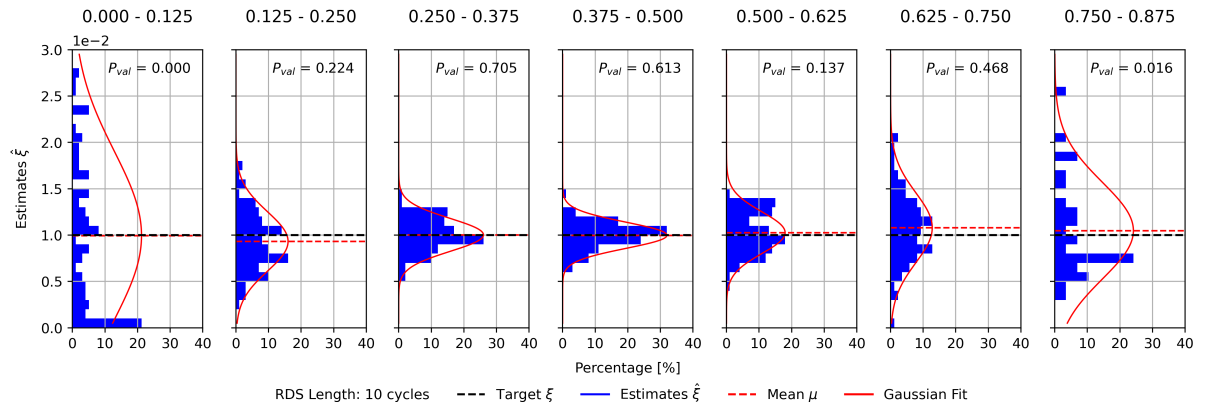 0.000 - 0.125 0.125 - 0.250 0.250 - 0.375 0.375 - 0.500 0.500 - 0.625 0.625 - 0.750 0.750 - 0.875
1e−2
P_val = 0.000 P_val = 0.224 P_val = 0.705 P_val = 0.613 P_val = 0.137 P_val = 0.468 P_val = 0.016
3.0
2.5
2.0
1.5
1.0
0.5
0.0
Estimates ξ̂
0 10 20 30 40 0 10 20 30 40 0 10 20 30 40 0 10 20 30 40 0 10 20 30 40 0 10 20 30 40 0 10 20 30 40
Percentage [%]
RDS Length: 10 cycles Target ξ Estimates ξ̂ Mean μ Gaussian Fit